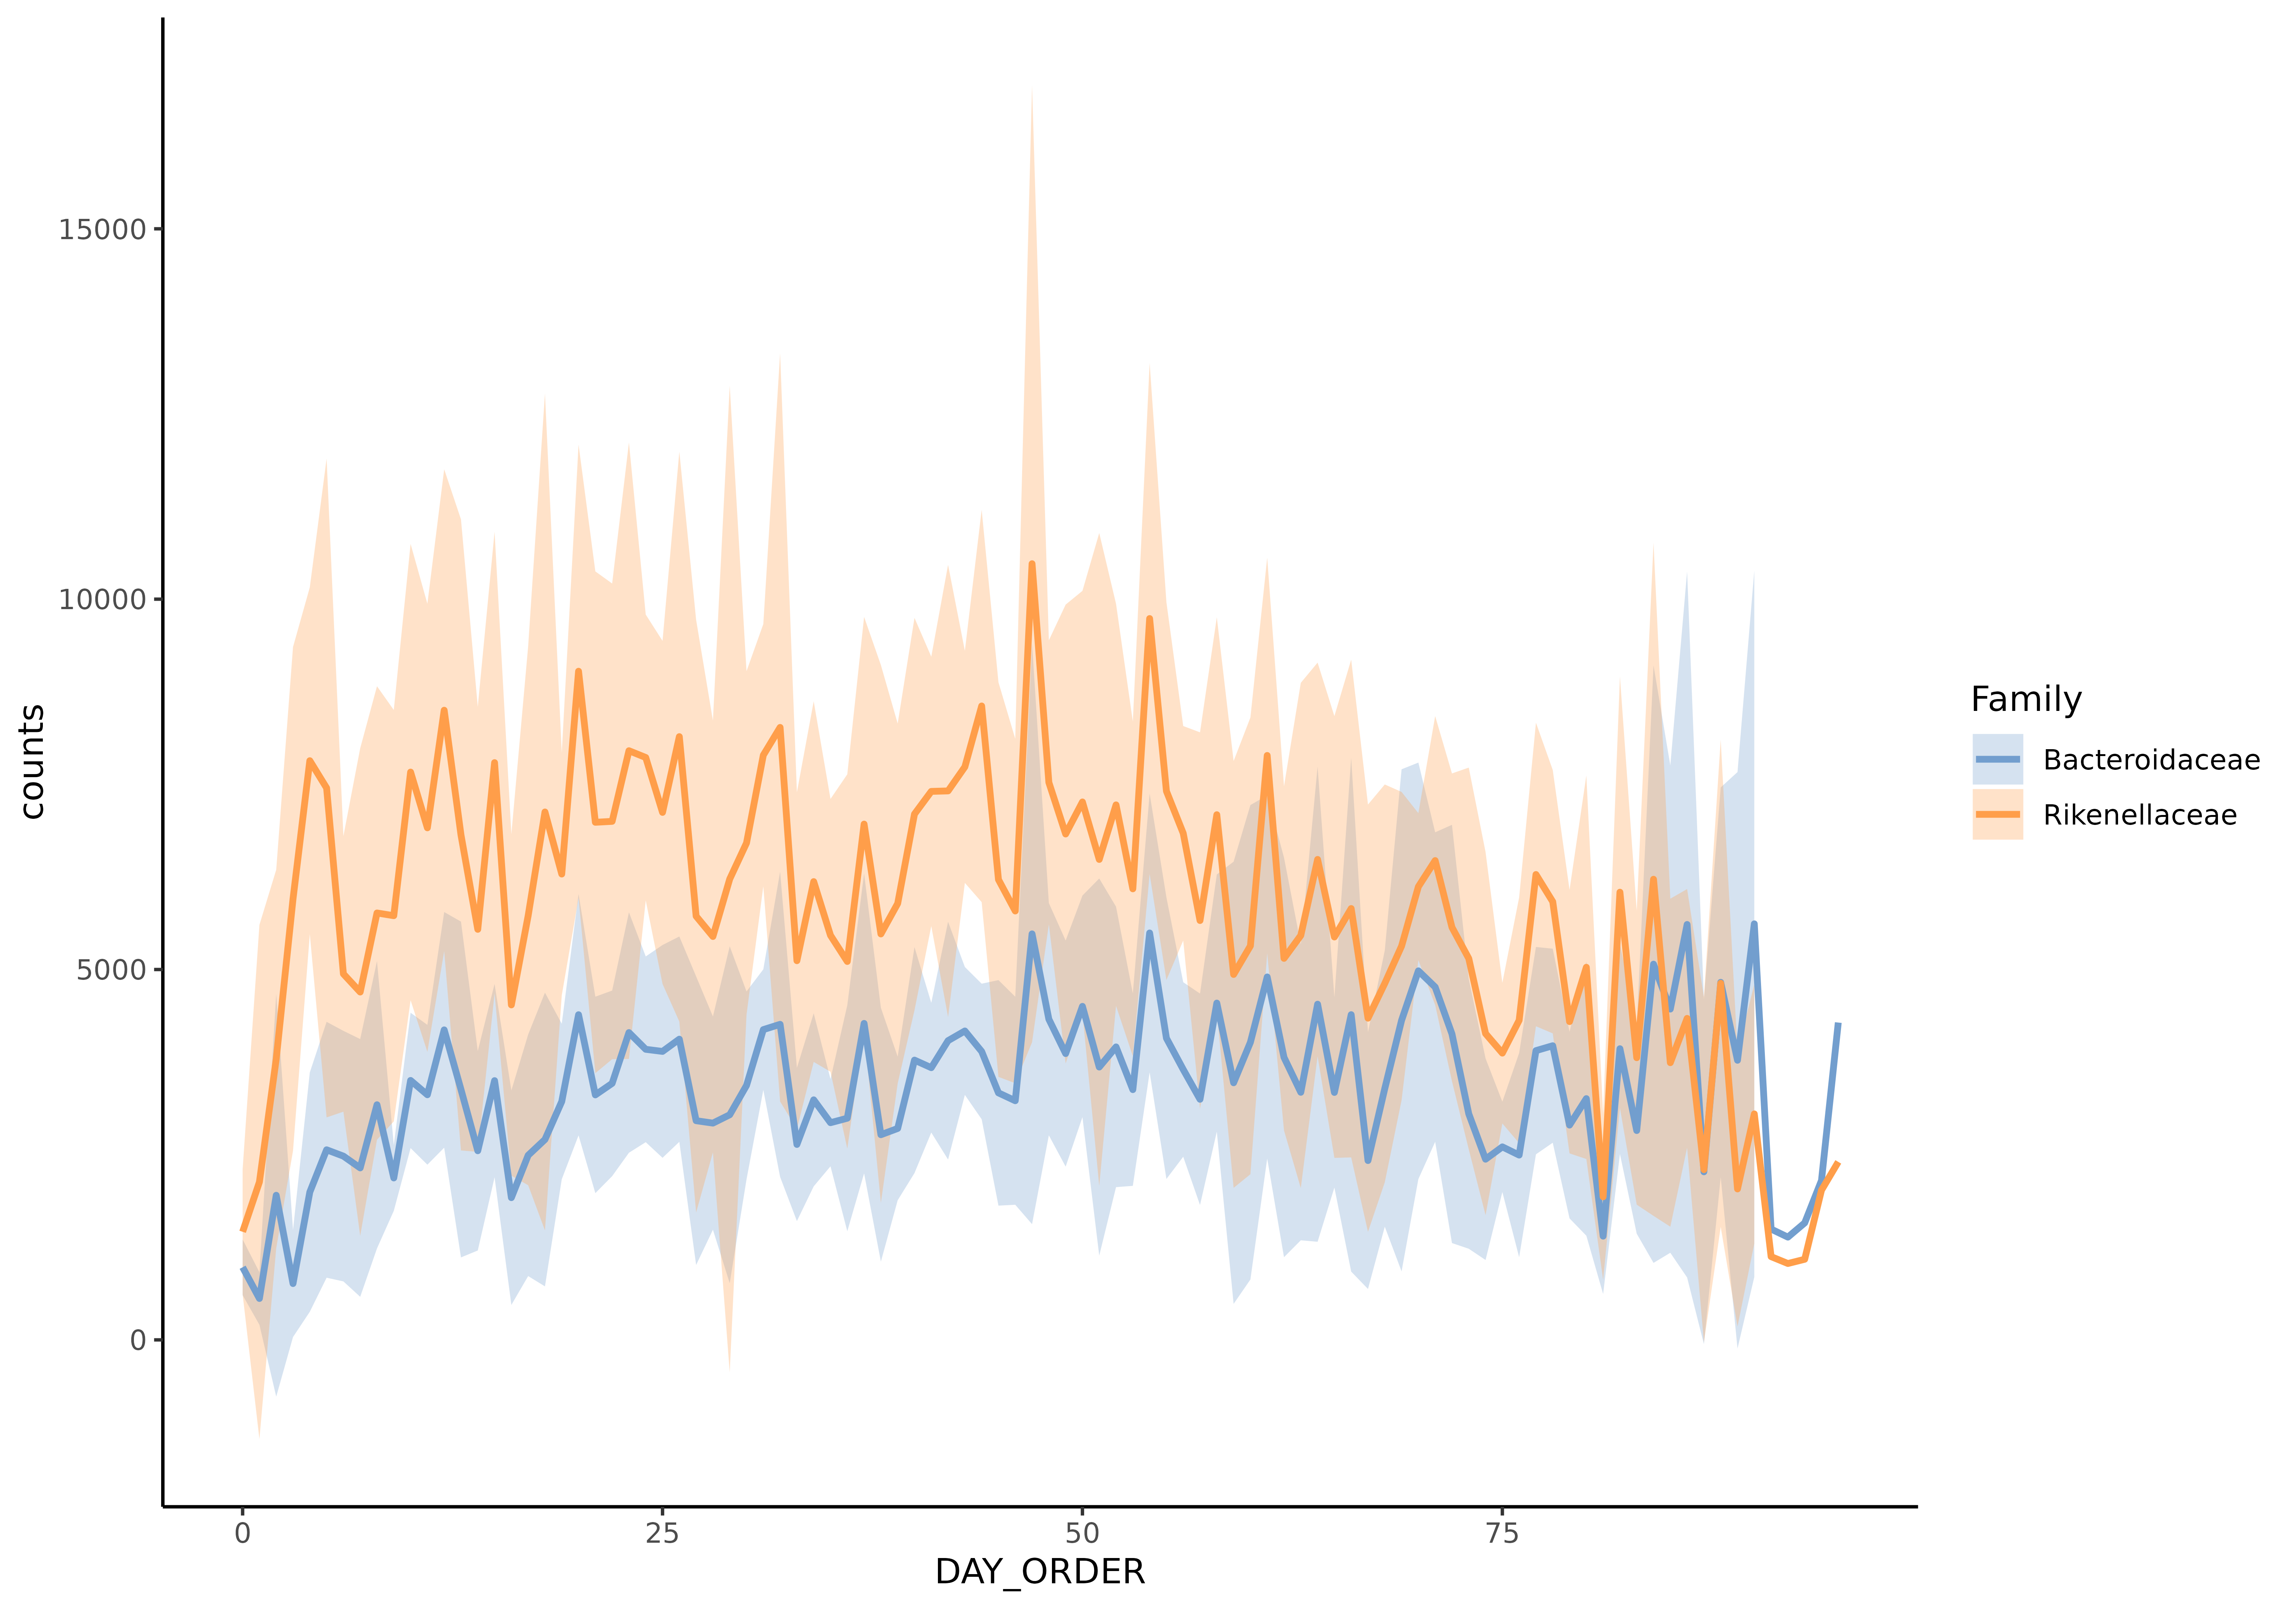 15000
10000
5000
0
counts
0 25 50 75
DAY_ORDER
Family
Bacteroidaceae
Rikenellaceae